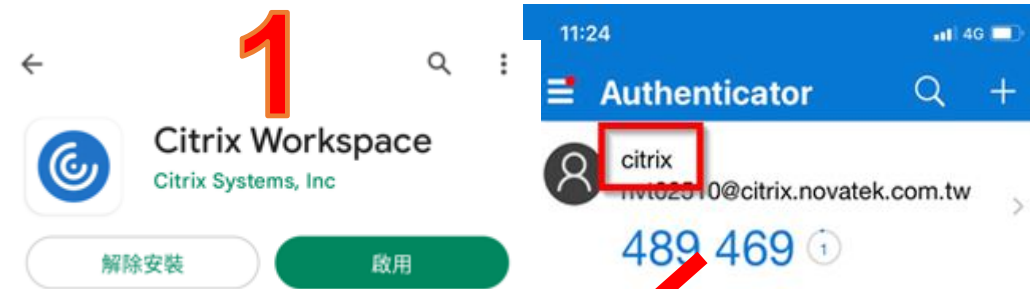 1
Citrix Workspace
Citrix Systems, Inc
解除安裝
啟用
11:24
4G
Authenticator
citrix
nvt02510@citrix.novatek.com.tw
489 469
1